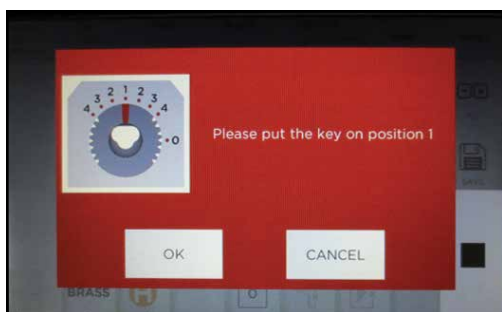 4 3 2 1 2 3 4 0
Please put the key on position 1
OK
CANCEL
SAVE
BRASS
0